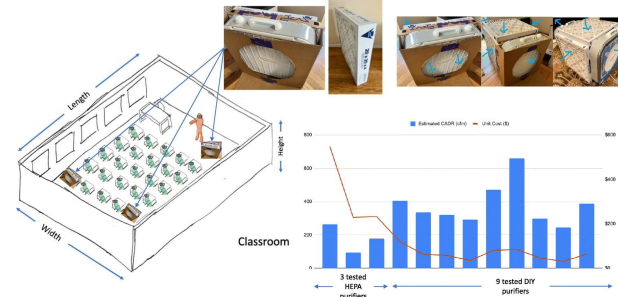 Length
Height
Width
Classroom
Estimated CADR (cfm)
Unit Cost ($)
800
600
400
200
0
$600
$400
$200
$0
3 tested
HEPA
purifiers
9 tested DIY
purifiers